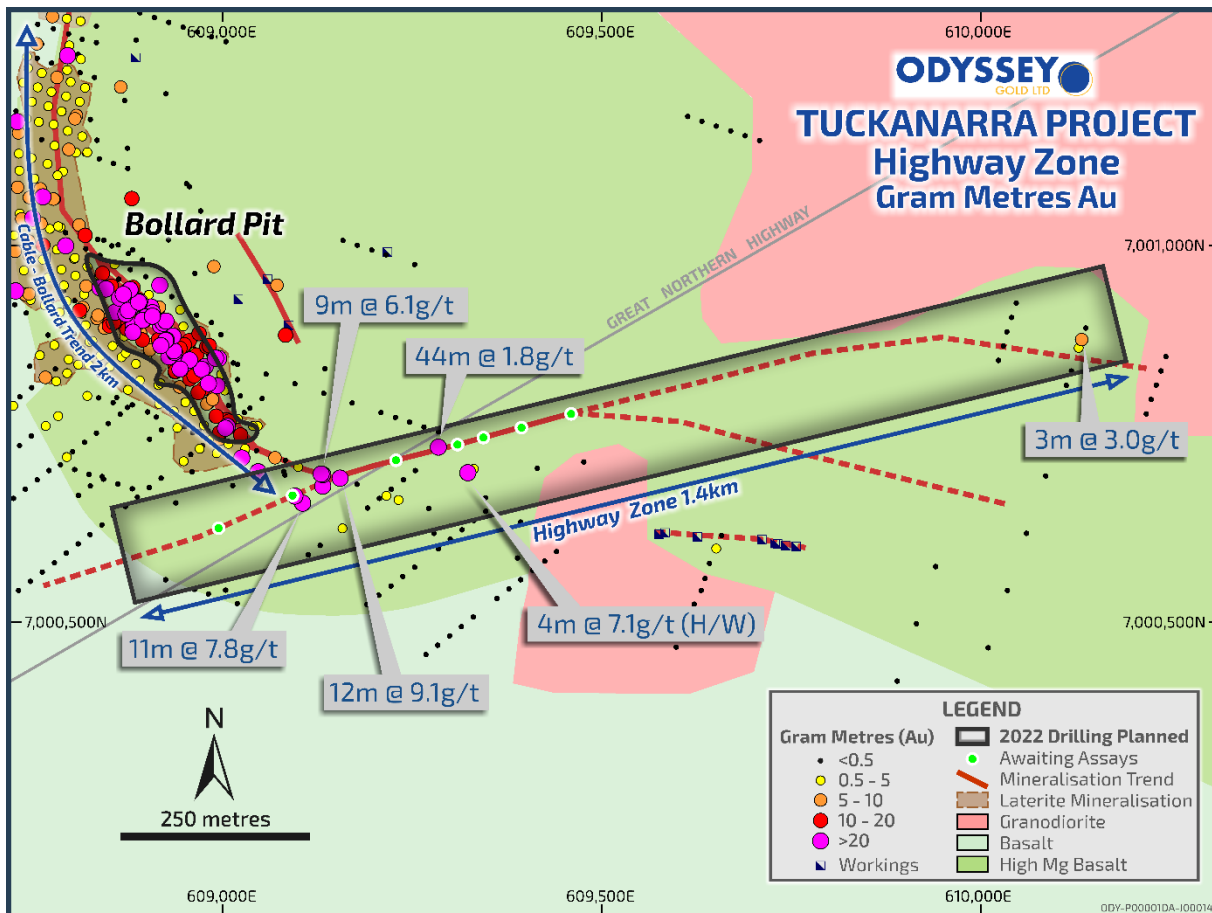 609,000E
609,500E
610,000E
ODYSSEY
GOLD LTD
TUCKANARRA PROJECT
Highway Zone
Gram Metres Au
Bollard Pit
7,001,000N
GREAT NORTHERN HIGHWAY
Cable - Bollard Trend 2km
9m @ 6.1g/t
44m @ 1.8g/t
3m @ 3.0g/t
Highway Zone 1.4km
7,000,500N
7,000,500N
11m @ 7.8g/t
4m @ 7.1g/t (H/W)
12m @ 9.1g/t
N
250 metres
LEGEND
Gram Metres (Au)
<0.5
0.5 - 5
5 - 10
10 - 20
>20
Workings
2022 Drilling Planned
Awaiting Assays
Mineralisation Trend
Laterite Mineralisation
Granodiorite
Basalt
High Mg Basalt
609,000E
609,500E
610,000E
ODY-P00001DA-J00014